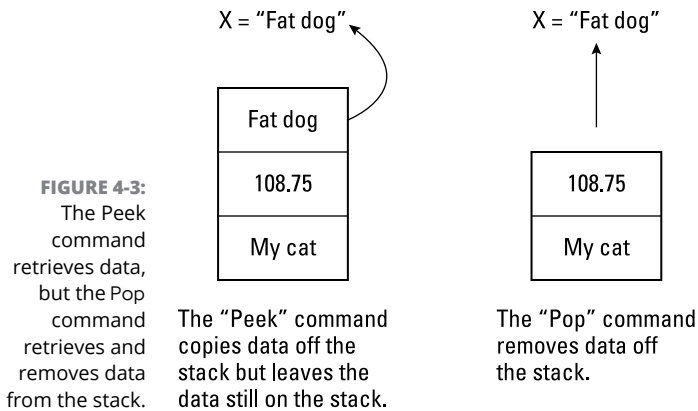 X = “Fat dog”
Fat dog
108.75
My cat
The “Peek” command
copies data off the
stack but leaves the
data still on the stack.
X = “Fat dog”
108.75
My cat
The “Pop” command
removes data off
the stack.
FIGURE 4-3:
The Peek
command
retrieves data,
but the Pop
command
retrieves and
removes data
from the stack.